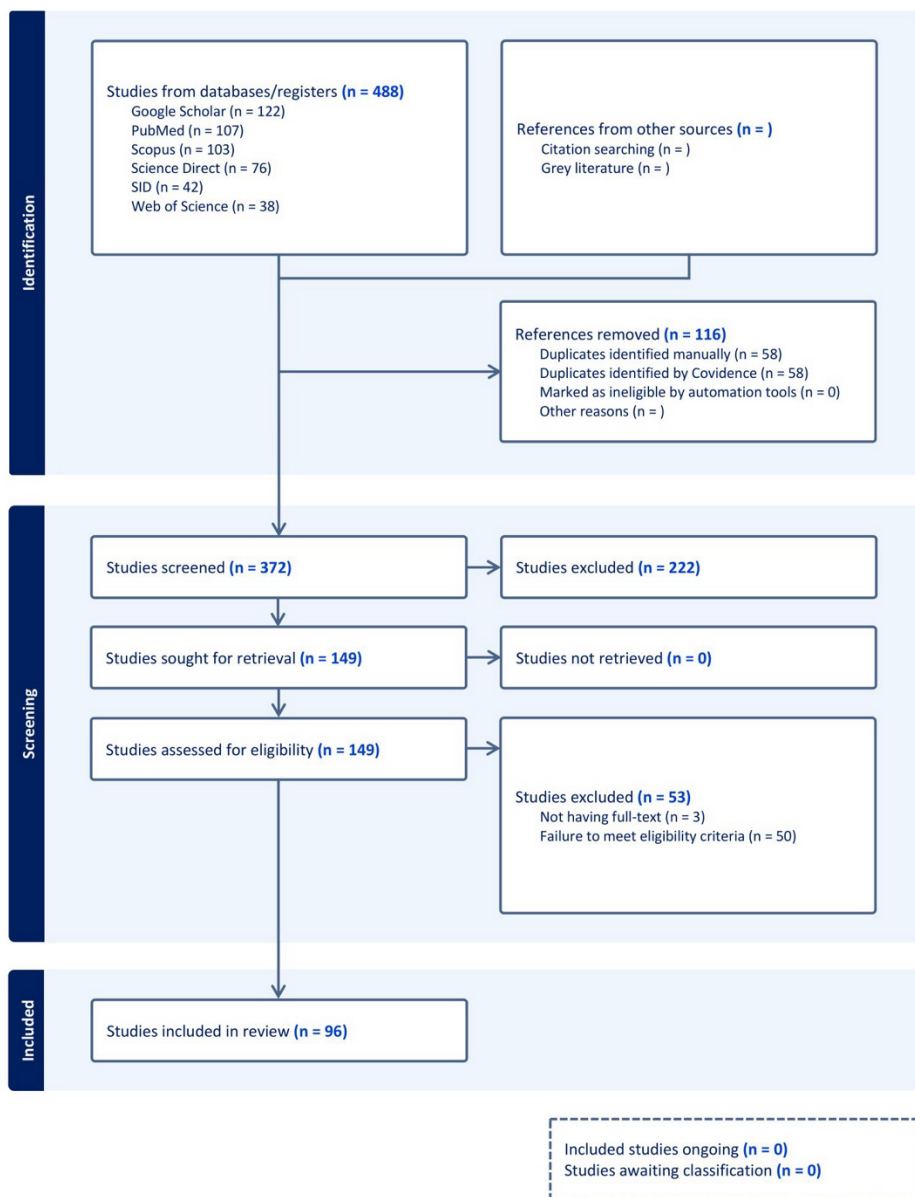 Identification
Studies from databases/registers (n = 488)
Google Scholar (n = 122)
PubMed (n = 107)
Scopus (n = 103)
Science Direct (n = 76)
SID (n = 42)
Web of Science (n = 38)
References from other sources (n = )
Citation searching (n = )
Grey literature (n = )
References removed (n = 116)
Duplicates identified manually (n = 58)
Duplicates identified by Covidence (n = 58)
Marked as ineligible by automation tools (n = 0)
Other reasons (n = )
Screening
Studies screened (n = 372)
Studies excluded (n = 222)
Studies sought for retrieval (n = 149)
Studies not retrieved (n = 0)
Studies assessed for eligibility (n = 149)
Studies excluded (n = 53)
Not having full-text (n = 3)
Failure to meet eligibility criteria (n = 50)
Included
Studies included in review (n = 96)
Included studies ongoing (n = 0)
Studies awaiting classification (n = 0)